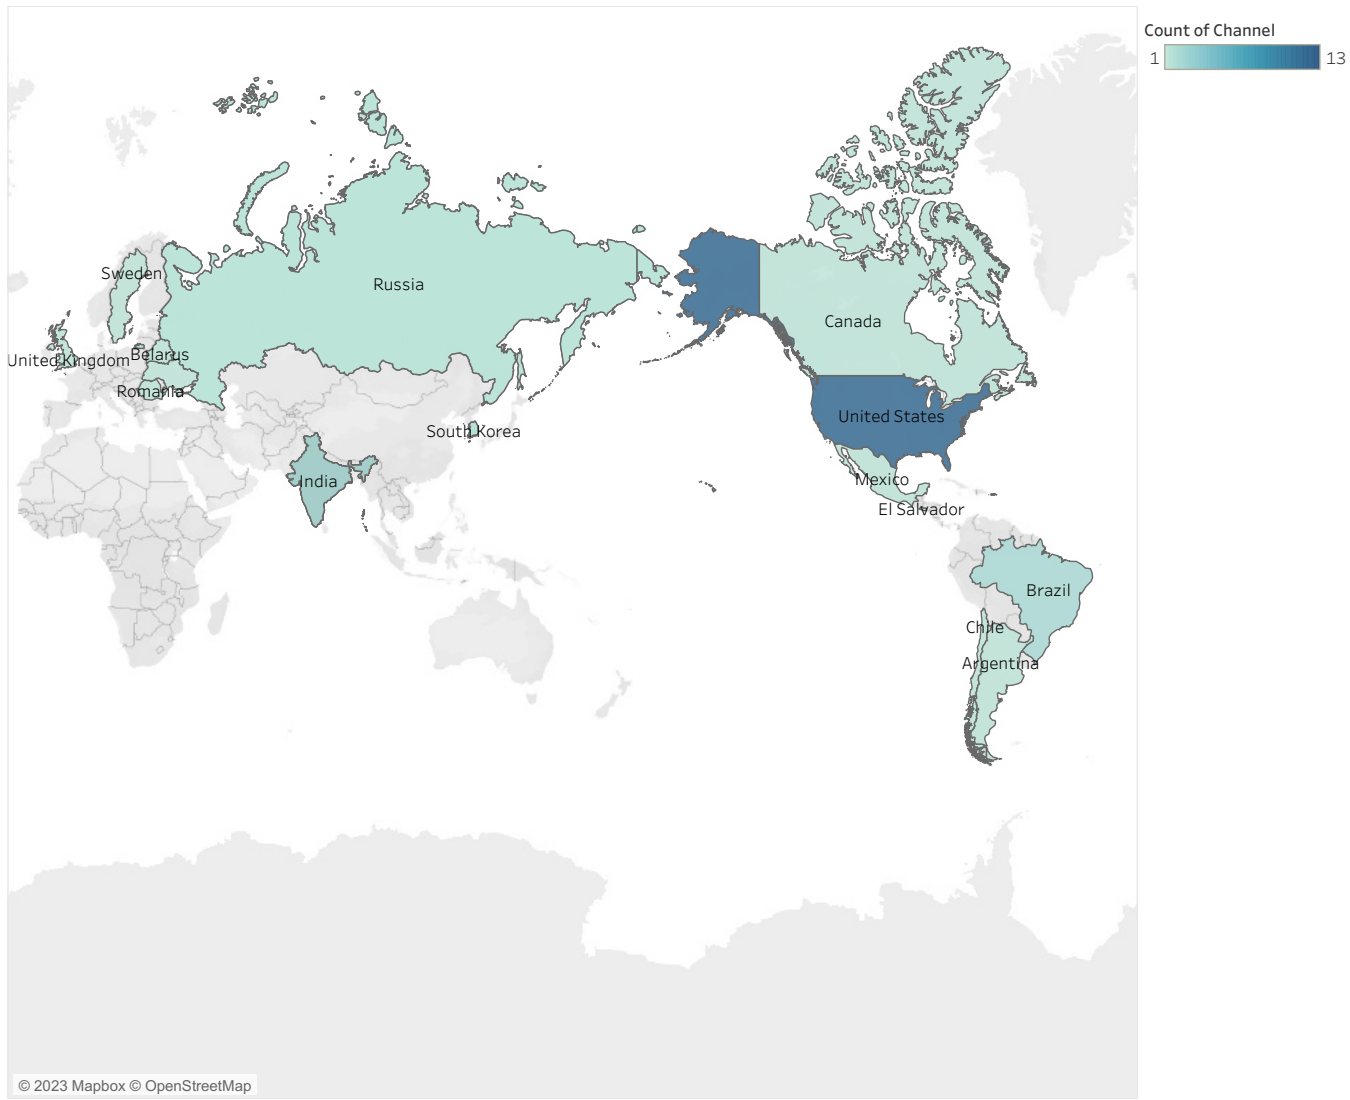 Count of Channel
1 13
Sweden
Russia
Canada
United Kingdom
Belarus
Romania
United States
South Korea
India
Mexico
El Salvador
Brazil
Chile
Argentina
© 2023 Mapbox © OpenStreetMap